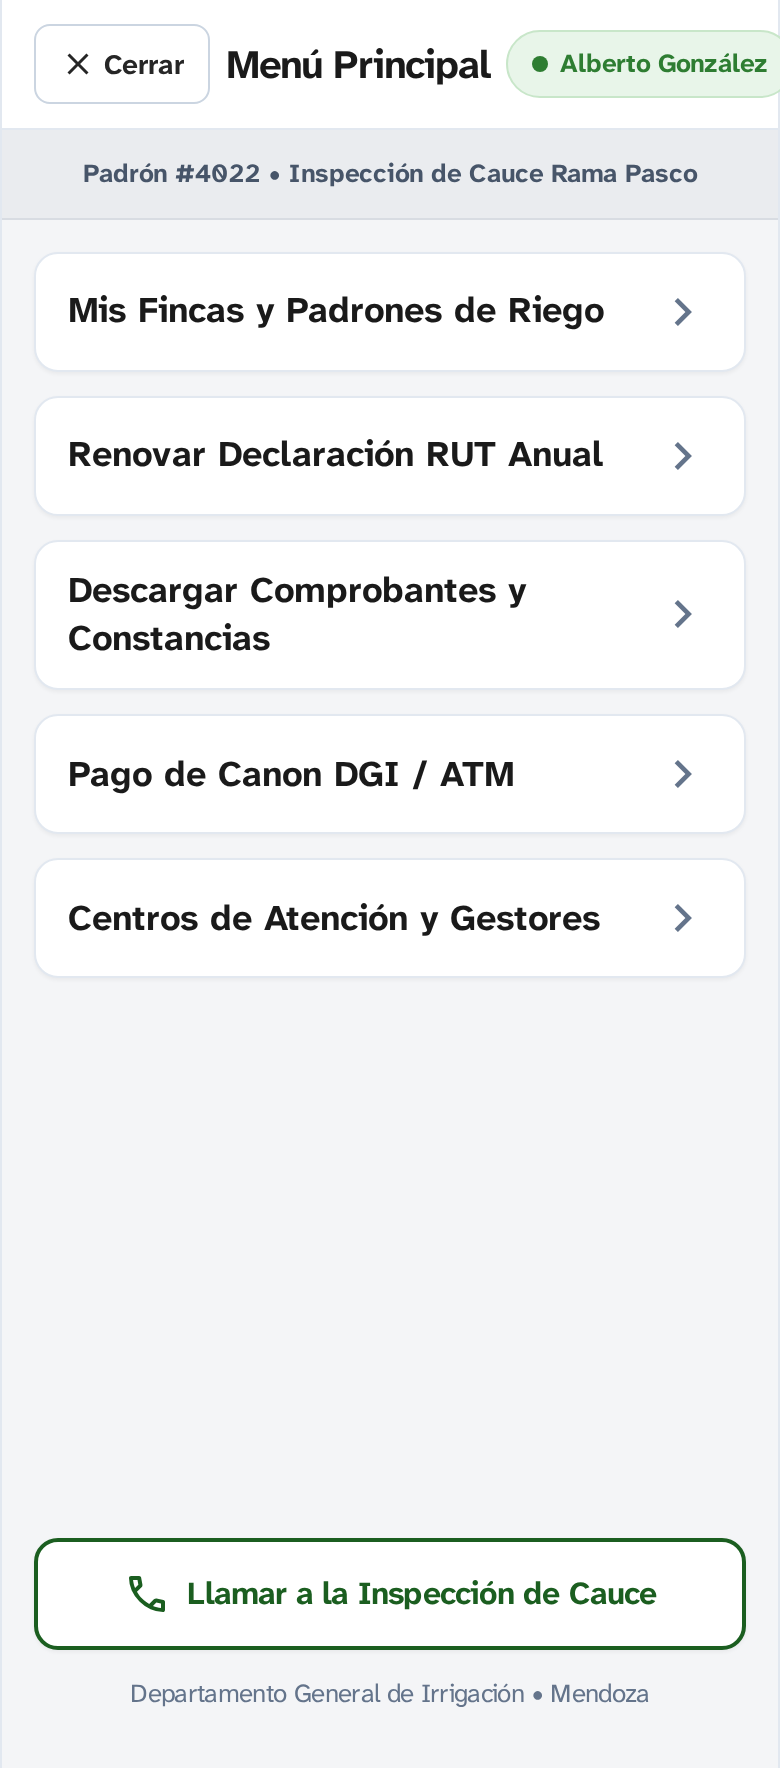 Cerrar
Menú Principal
Alberto González
Padrón #4022 • Inspección de Cauce Rama Pasco
Mis Fincas y Padrones de Riego
Renovar Declaración RUT Anual
Descargar Comprobantes y
Constancias
Pago de Canon DGI / ATM
Centros de Atención y Gestores
Llamar a la Inspección de Cauce
Departamento General de Irrigación • Mendoza